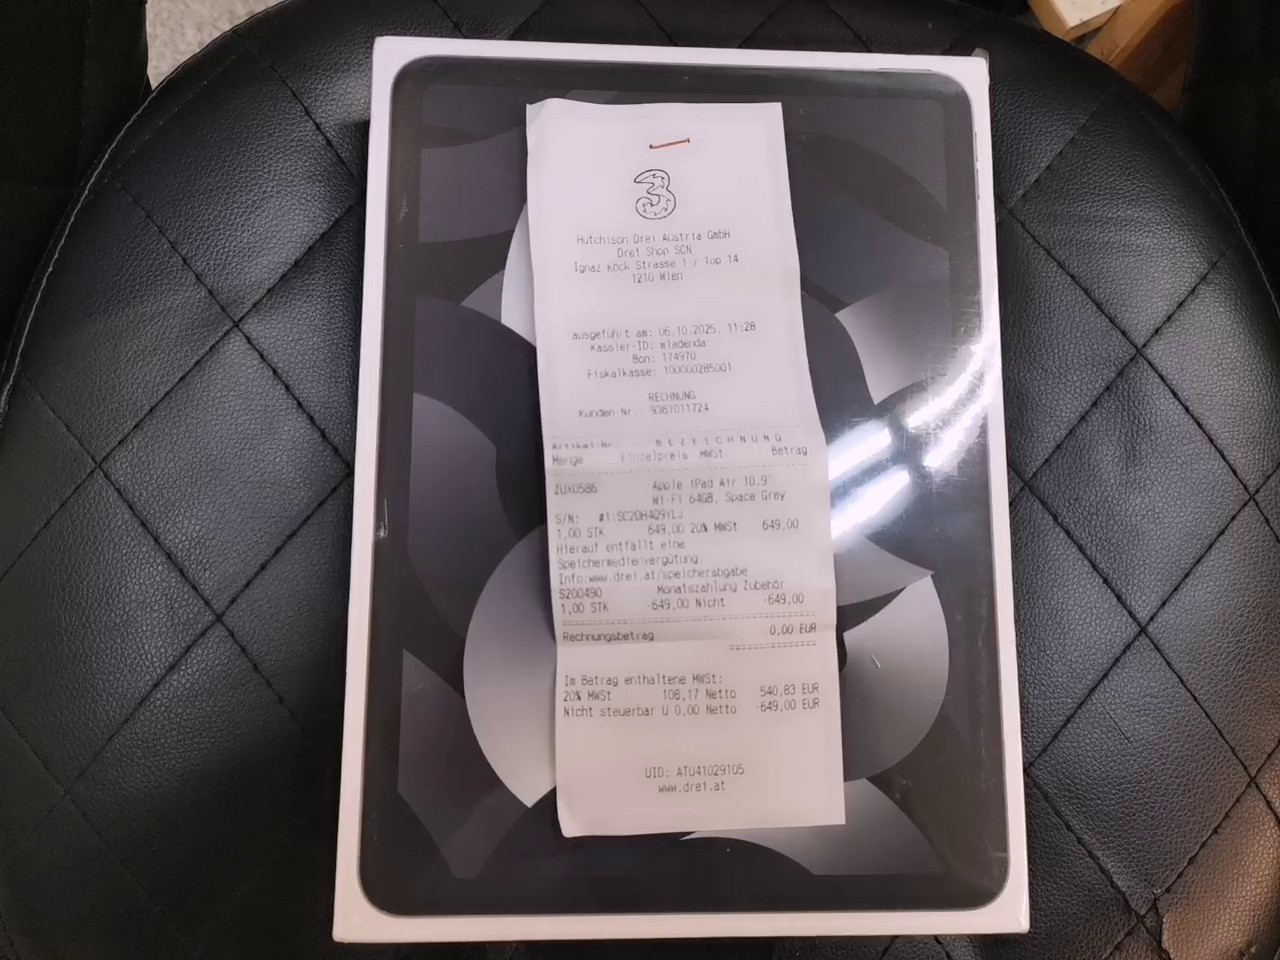 3
Hutchison Drei Austria GmbH
Drei Shop SCN
Ignaz Köck Strasse 1 / Top 14
1210 Wien
ausgeführt am: 06.10.2025, 11:28
Kassier-ID: mladenda
Bon: 174970
Fiskalkasse: 100000285001
RECHNUNG
Kunden Nr.: 9367011724
Artikel-Nr BEZEICHNUNG
Menge Einzelpreis MWSt. Betrag
ZUX0586 Apple iPad Air 10.9"
Wi-Fi 64GB, Space Grey
S/N: #1:SC2DH4Q9YLJ
1,00 STK 649,00 20% MWSt 649,00
Hierauf entfällt eine
Speichermedienvergütung.
Info:www.drei.at/speicherabgabe
S200490 Monatszahlung Zubehör
1,00 STK -649,00 Nicht -649,00
Rechnungsbetrag 0,00 EUR
Im Betrag enthaltene MWSt:
20% MWSt 108,17 Netto 540,83 EUR
Nicht steuerbar U 0,00 Netto -649,00 EUR
UID: ATU41029105
www.drei.at